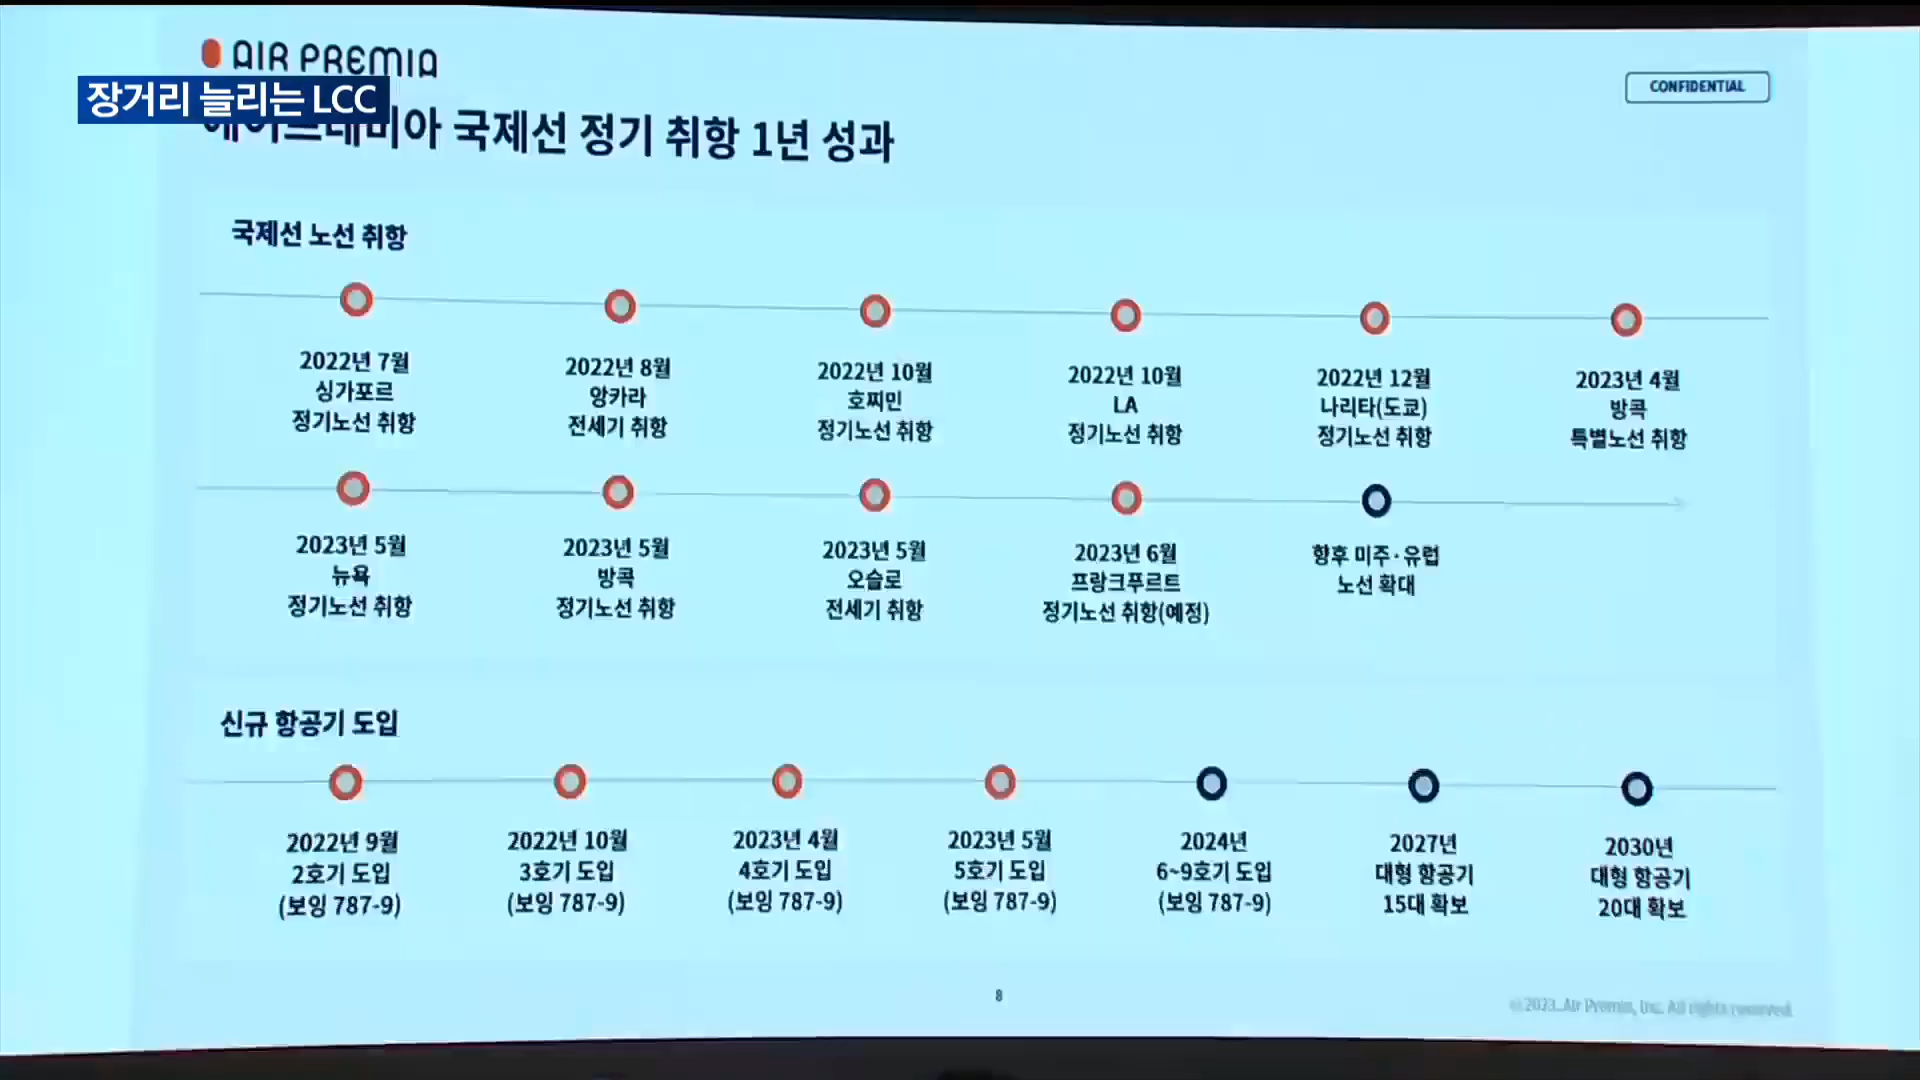 AIR PREMIA
장거리 늘리는 LCC
CONFIDENTIAL
국제선 정기 취항 1년 성과
국제선 노선 취항
2022년 7월
싱가포르
정기노선 취항
2022년 8월
앙카라
전세기 취항
2022년 10월
호찌민
정기노선 취항
2022년 10월
LA
정기노선 취항
2022년 12월
나리타(도쿄)
정기노선 취항
2023년 4월
방콕
특별노선 취항
2023년 5월
뉴욕
정기노선 취항
2023년 5월
방콕
정기노선 취항
2023년 5월
오슬로
전세기 취항
2023년 6월
프랑크푸르트
정기노선 취항(예정)
향후 미주·유럽
노선 확대
신규 항공기 도입
2022년 9월
2호기 도입
(보잉 787-9)
2022년 10월
3호기 도입
(보잉 787-9)
2023년 4월
4호기 도입
(보잉 787-9)
2023년 5월
5호기 도입
(보잉 787-9)
2024년
6~9호기 도입
(보잉 787-9)
2027년
대형 항공기
15대 확보
2030년
대형 항공기
20대 확보
8
©2023. Air Premia, Inc. All rights reserved.